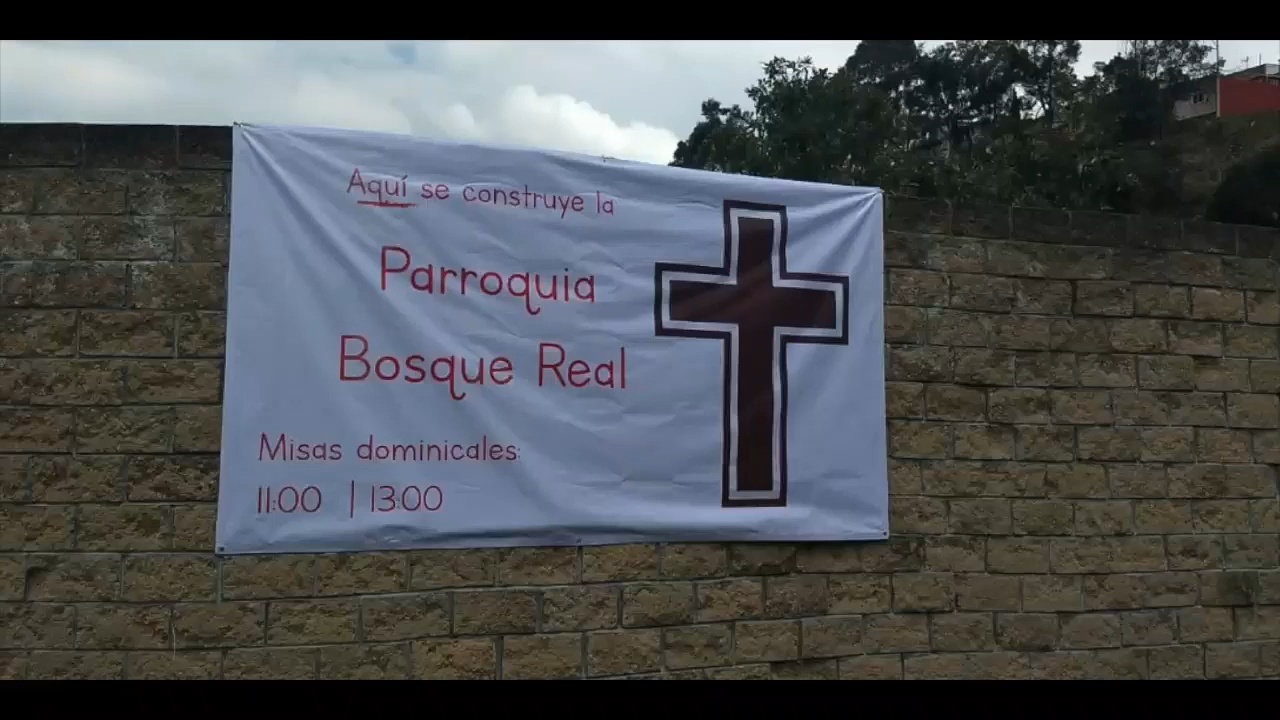 Aquí se construye la
Parroquia
Bosque Real
Misas dominicales:
11:00 | 13:00